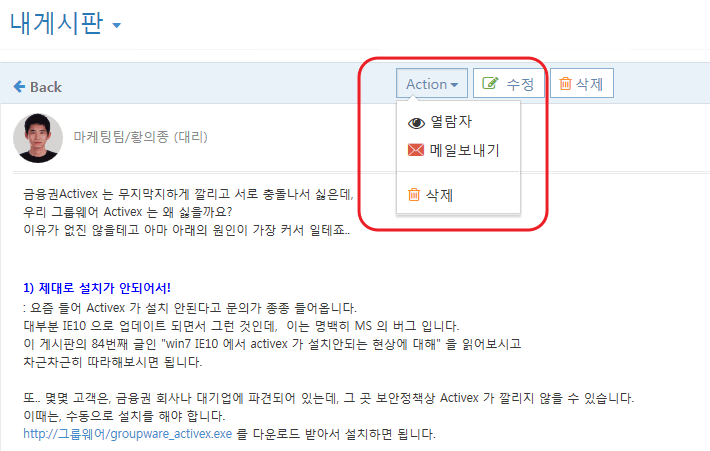 내게시판
Back
Action 수정 삭제
열람자
메일보내기
삭제
마케팅팀/황의종 (대리)
금융권Activex 는 무지막지하게 깔리고 서로 충돌나서 싫은데,
우리 그룹웨어 Activex 는 왜 싫을까요?
이유가 없진 않을테고 아마 아래의 원인이 가장 커서 일테죠..
1) 제대로 설치가 안되어서!
: 요즘 들어 Activex 가 설치 안된다고 문의가 종종 들어옵니다.
대부분 IE10 으로 업데이트 되면서 그런 것인데, 이는 명백히 MS 의 버그 입니다.
이 게시판의 84번째 글인 "win7 IE10 에서 activex 가 설치안되는 현상에 대해" 을 읽어보시고
차근차근히 따라해보시면 됩니다.
또.. 몇몇 고객은, 금융권 회사나 대기업에 파견되어 있는데, 그 곳 보안정책상 Activex 가 깔리지 않을 수 있습니다.
이때는, 수동으로 설치를 해야 합니다.
http://그룹웨어/groupware_activex.exe 를 다운로드 받아서 설치하면 됩니다.